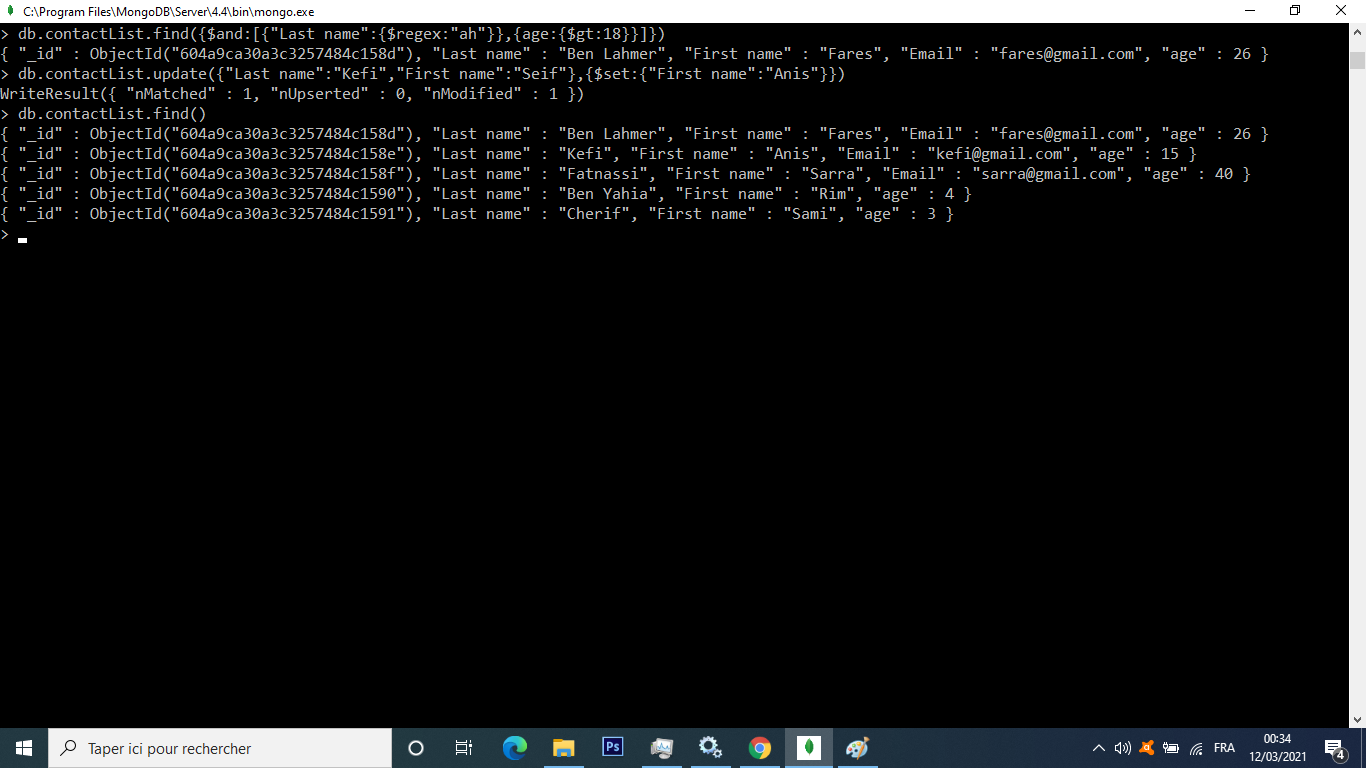 C:\Program Files\MongoDB\Server\4.4\bin\mongo.exe
> db.contactList.find({$and:[{"Last name":{$regex:"ah"}},{age:{$gt:18}}]})
{ "_id" : ObjectId("604a9ca30a3c3257484c158d"), "Last name" : "Ben Lahmer", "First name" : "Fares", "Email" : "fares@gmail.com", "age" : 26 }
> db.contactList.update({"Last name":"Kefi","First name":"Seif"},{$set:{"First name":"Anis"}})
WriteResult({ "nMatched" : 1, "nUpserted" : 0, "nModified" : 1 })
> db.contactList.find()
{ "_id" : ObjectId("604a9ca30a3c3257484c158d"), "Last name" : "Ben Lahmer", "First name" : "Fares", "Email" : "fares@gmail.com", "age" : 26 }
{ "_id" : ObjectId("604a9ca30a3c3257484c158e"), "Last name" : "Kefi", "First name" : "Anis", "Email" : "kefi@gmail.com", "age" : 15 }
{ "_id" : ObjectId("604a9ca30a3c3257484c158f"), "Last name" : "Fatnassi", "First name" : "Sarra", "Email" : "sarra@gmail.com", "age" : 40 }
{ "_id" : ObjectId("604a9ca30a3c3257484c1590"), "Last name" : "Ben Yahia", "First name" : "Rim", "age" : 4 }
{ "_id" : ObjectId("604a9ca30a3c3257484c1591"), "Last name" : "Cherif", "First name" : "Sami", "age" : 3 }
>
Taper ici pour rechercher
Ps
FRA
00:34
12/03/2021
4